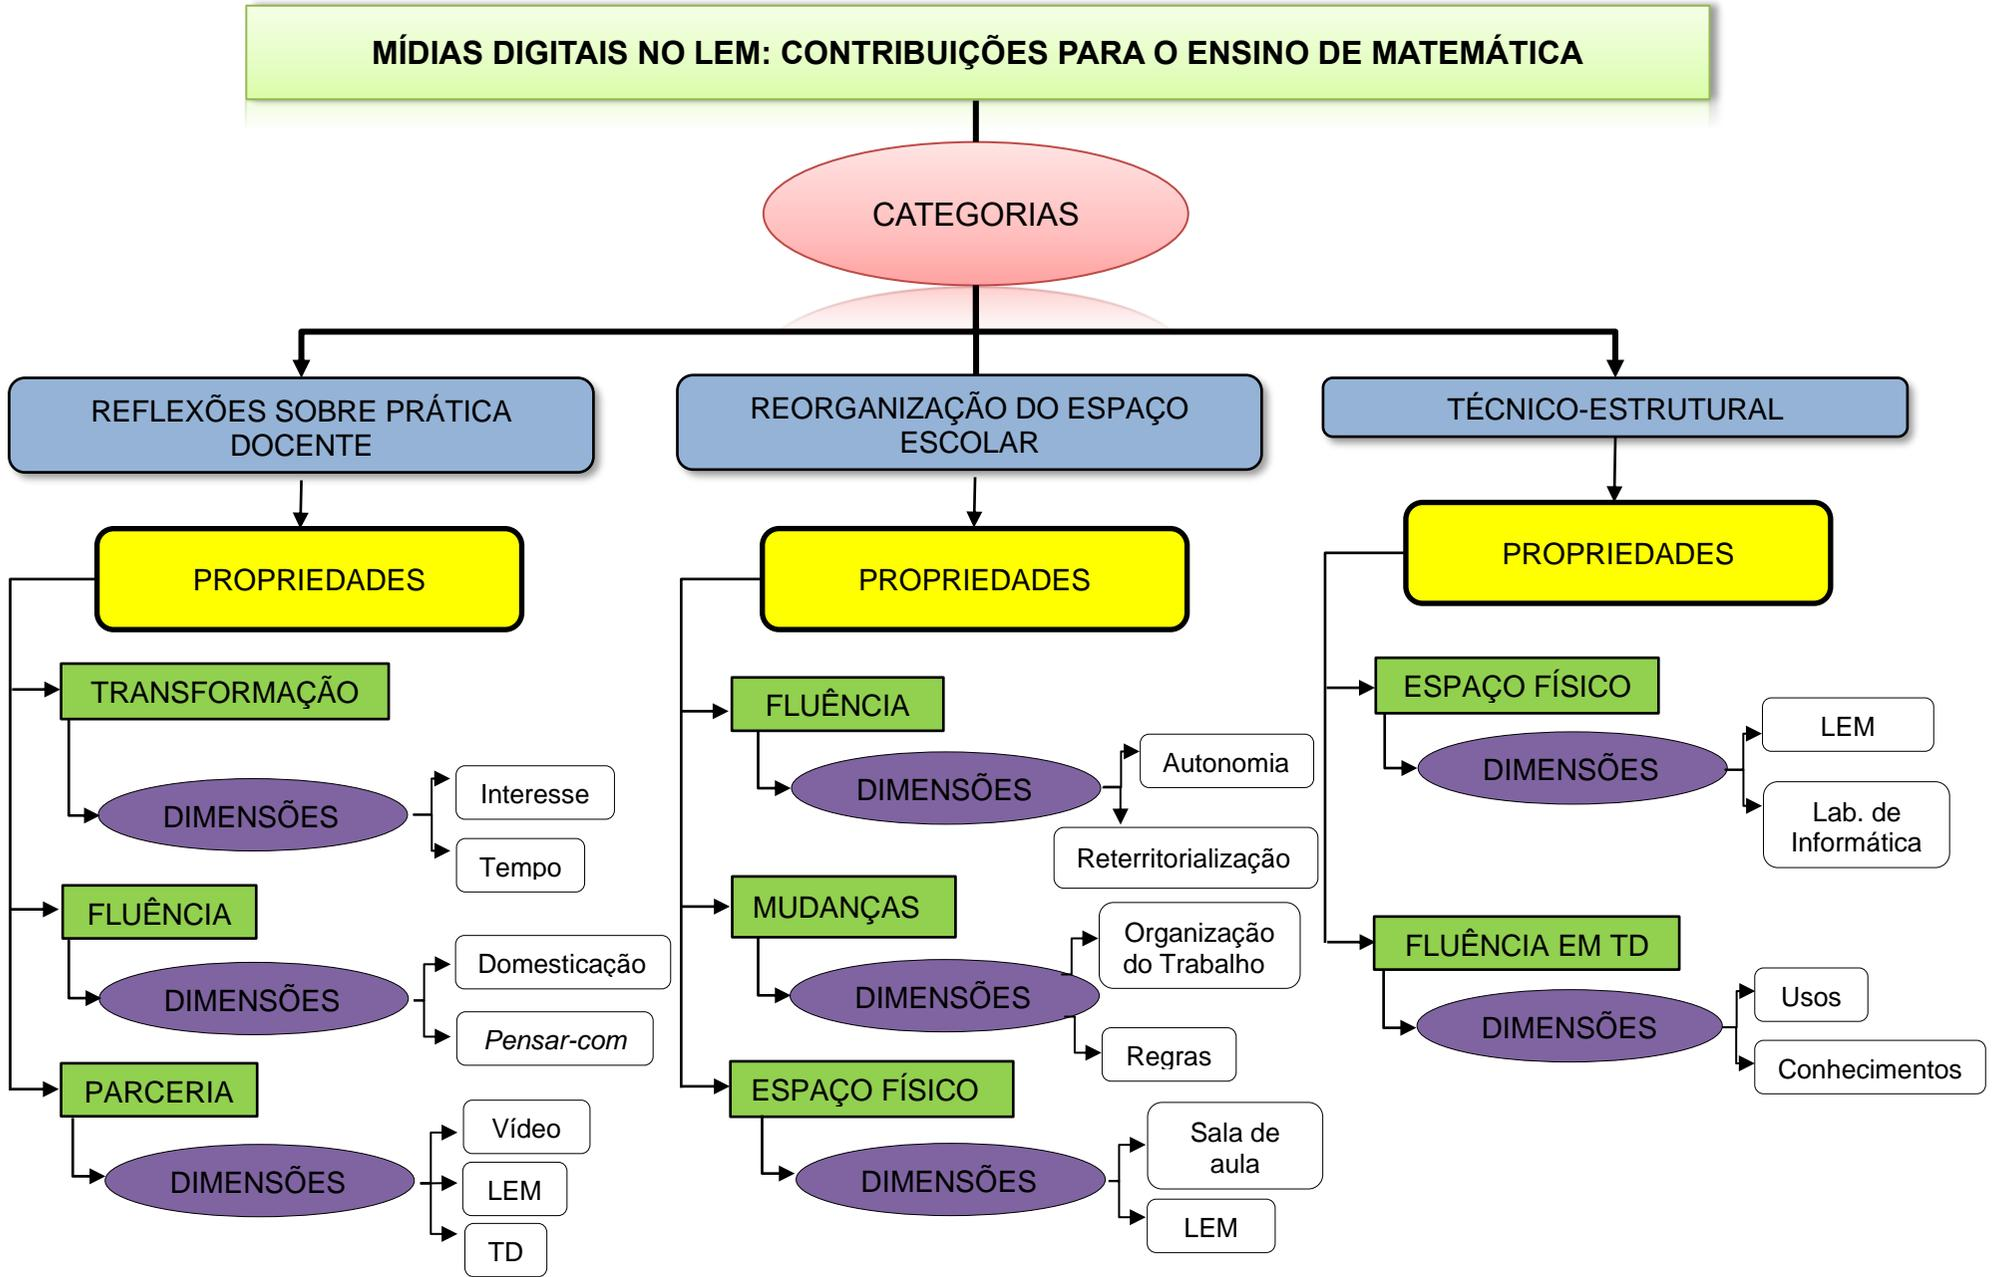 MÍDIAS DIGITAIS NO LEM: CONTRIBUIÇÕES PARA O ENSINO DE MATEMÁTICA
CATEGORIAS
REFLEXÕES SOBRE PRÁTICA
DOCENTE
PROPRIEDADES
TRANSFORMAÇÃO
DIMENSÕES
Interesse
Tempo
FLUÊNCIA
DIMENSÕES
Domesticação
Pensar-com
PARCERIA
DIMENSÕES
Vídeo
LEM
TD
REORGANIZAÇÃO DO ESPAÇO
ESCOLAR
PROPRIEDADES
FLUÊNCIA
DIMENSÕES
Autonomia
Reterritorialização
MUDANÇAS
DIMENSÕES
Organização
do Trabalho
Regras
ESPAÇO FÍSICO
DIMENSÕES
Sala de
aula
LEM
TÉCNICO-ESTRUTURAL
PROPRIEDADES
ESPAÇO FÍSICO
DIMENSÕES
LEM
Lab. de
Informática
FLUÊNCIA EM TD
DIMENSÕES
Usos
Conhecimentos